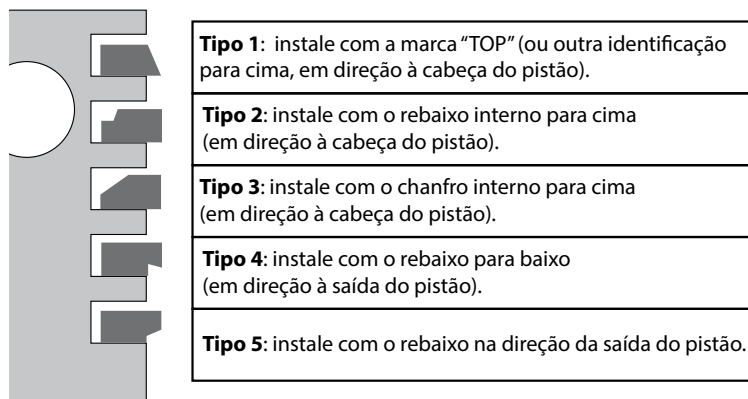 Tipo 1: instale com a marca “TOP” (ou outra identificação
para cima, em direção à cabeça do pistão).
Tipo 2: instale com o rebaixo interno para cima
(em direção à cabeça do pistão).
Tipo 3: instale com o chanfro interno para cima
(em direção à cabeça do pistão).
Tipo 4: instale com o rebaixo para baixo
(em direção à saída do pistão).
Tipo 5: instale com o rebaixo na direção da saída do pistão.